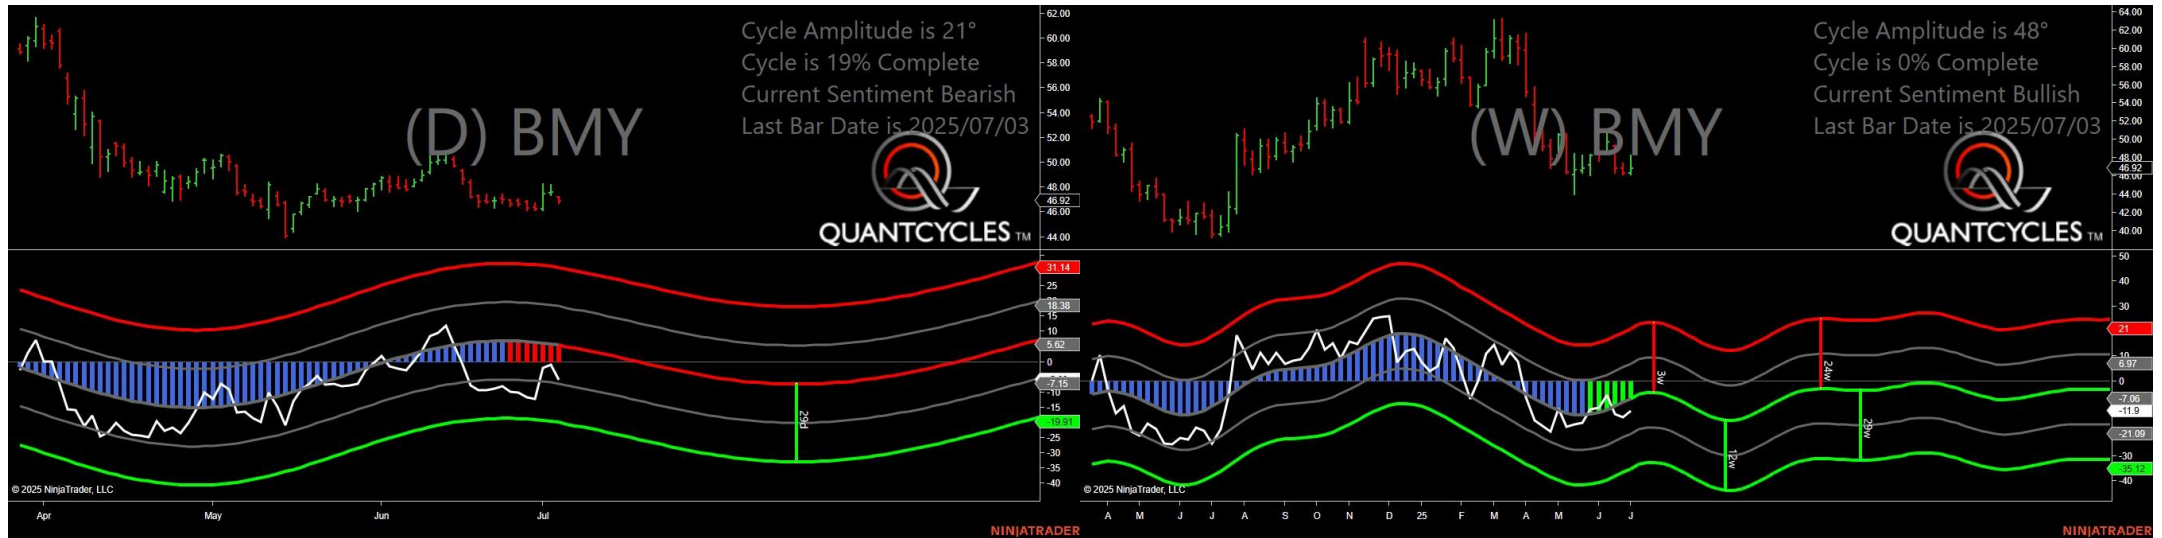 (D) BMY
Cycle Amplitude is 21°
Cycle is 19% Complete
Current Sentiment Bearish
Last Bar Date is 2025/07/03
QUANTCYCLES TM
62.00
60.00
58.00
56.00
54.00
52.00
50.00
48.00
46.92
46.00
44.00
31.14
25
18.38
15
10
5.62
0
-7.15
-10
-15
-19.91
-25
-30
-35
-40
29d
© 2025 NinjaTrader, LLC
Apr May Jun Jul
NINJATRADER
(W) BMY
Cycle Amplitude is 48°
Cycle is 0% Complete
Current Sentiment Bullish
Last Bar Date is 2025/07/03
QUANTCYCLES TM
64.00
62.00
60.00
58.00
56.00
54.00
52.00
50.00
48.00
46.92
46.00
44.00
42.00
40.00
50
40
30
21
10
6.97
0
-7.06
-11.9
-21.09
-30
-35.12
-40
3w
12w
24w
29w
© 2025 NinjaTrader, LLC
A M J J A S O N D 25 F M A M J J
NINJATRADER